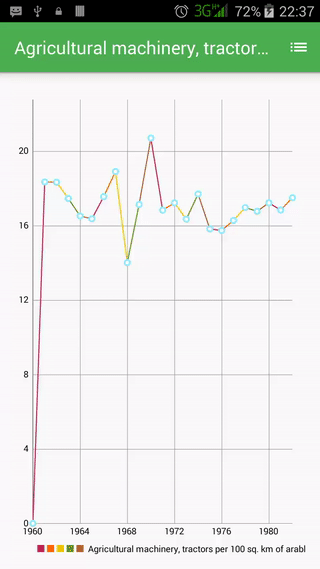 3G H 72% 22:37
Agricultural machinery, tractor...
20
16
12
8
4
0
1960 1964 1968 1972 1976 1980
Agricultural machinery, tractors per 100 sq. km of arabl